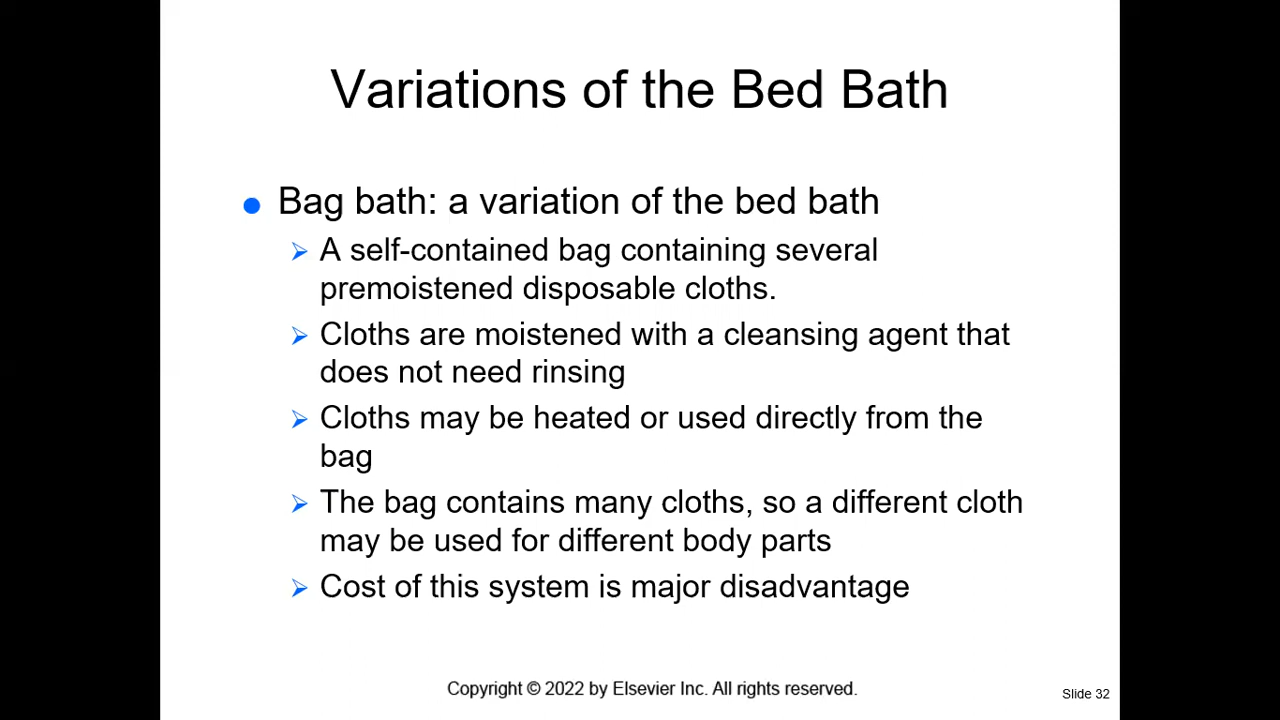 Variations of the Bed Bath
● Bag bath: a variation of the bed bath
➢ A self-contained bag containing several
premoistened disposable cloths.
➢ Cloths are moistened with a cleansing agent that
does not need rinsing
➢ Cloths may be heated or used directly from the
bag
➢ The bag contains many cloths, so a different cloth
may be used for different body parts
➢ Cost of this system is major disadvantage
Copyright © 2022 by Elsevier Inc. All rights reserved.
Slide 32